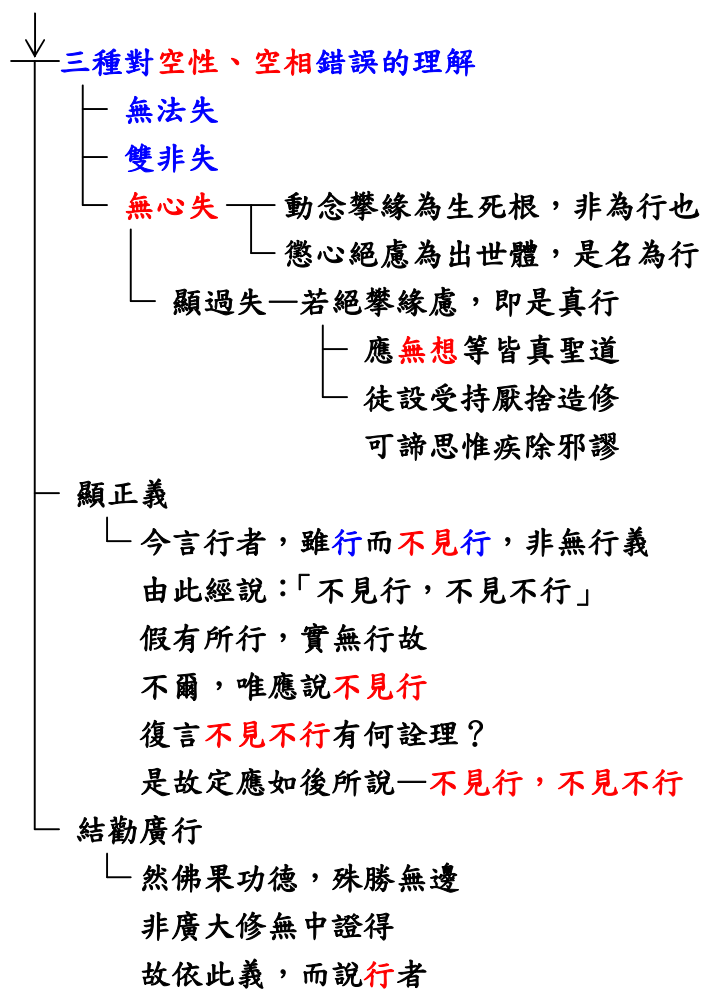 三種對空性、空相錯誤的理解
無法失
雙非失
無心失
動念攀緣為生死根，非為行也
懲心絕慮為出世體，是名為行
顯過失—若絕攀緣慮，即是真行
應無想等皆真聖道
徒設受持厭捨造修
可諦思惟疾除邪謬
顯正義
今言行者，雖行而不見行，非無行義
由此經說：「不見行，不見不行」
假有所行，實無行故
不爾，唯應說不見行
復言不見不行有何詮理？
是故定應如後所說—不見行，不見不行
結勸廣行
然佛果功德，殊勝無邊
非廣大修無中證得
故依此義，而說行者